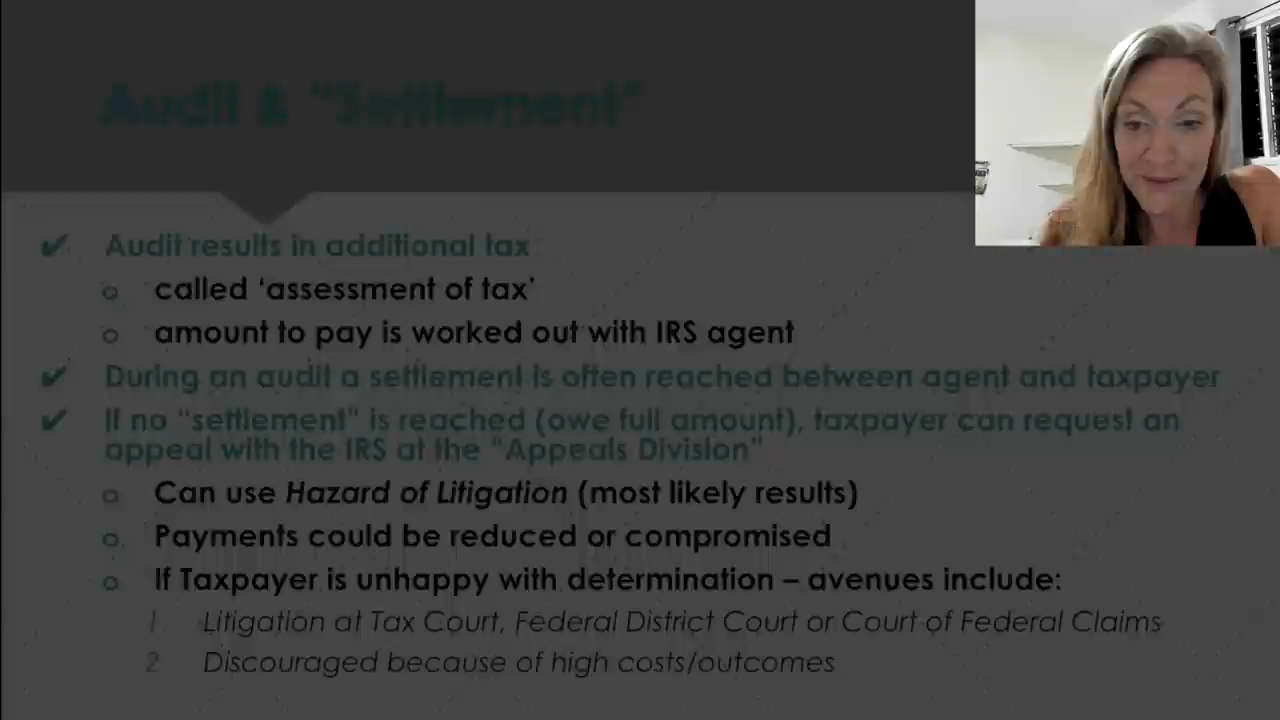 Audit & “Settlement”
✔ Audit results in additional tax
o called ‘assessment of tax’
o amount to pay is worked out with IRS agent
✔ During an audit a settlement is often reached between agent and taxpayer
✔ If no “settlement” is reached (owe full amount), taxpayer can request an
appeal with the IRS at the “Appeals Division”
o Can use Hazard of Litigation (most likely results)
o Payments could be reduced or compromised
o If Taxpayer is unhappy with determination – avenues include:
1 Litigation at Tax Court, Federal District Court or Court of Federal Claims
2 Discouraged because of high costs/outcomes